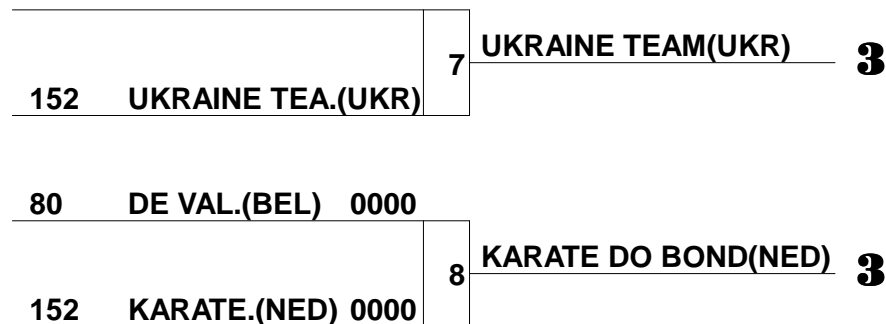 7 UKRAINE TEAM(UKR) 3
152 UKRAINE TEA.(UKR)
80 DE VAL.(BEL) 0000
8 KARATE DO BOND(NED) 3
152 KARATE.(NED) 0000